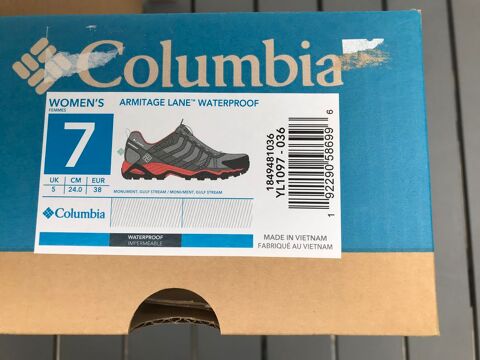 Columbia
WOMEN'S
FEMMES
ARMITAGE LANE™ WATERPROOF
7
UK CM EUR
5 24.0 38
MONUMENT, GULF STREAM / MONUMENT, GULF STREAM
Columbia
WATERPROOF
IMPERMÉABLE
1849481036
YL1097 - 036
1 92290 58699 6
MADE IN VIETNAM
FABRIQUÉ AU VIETNAM